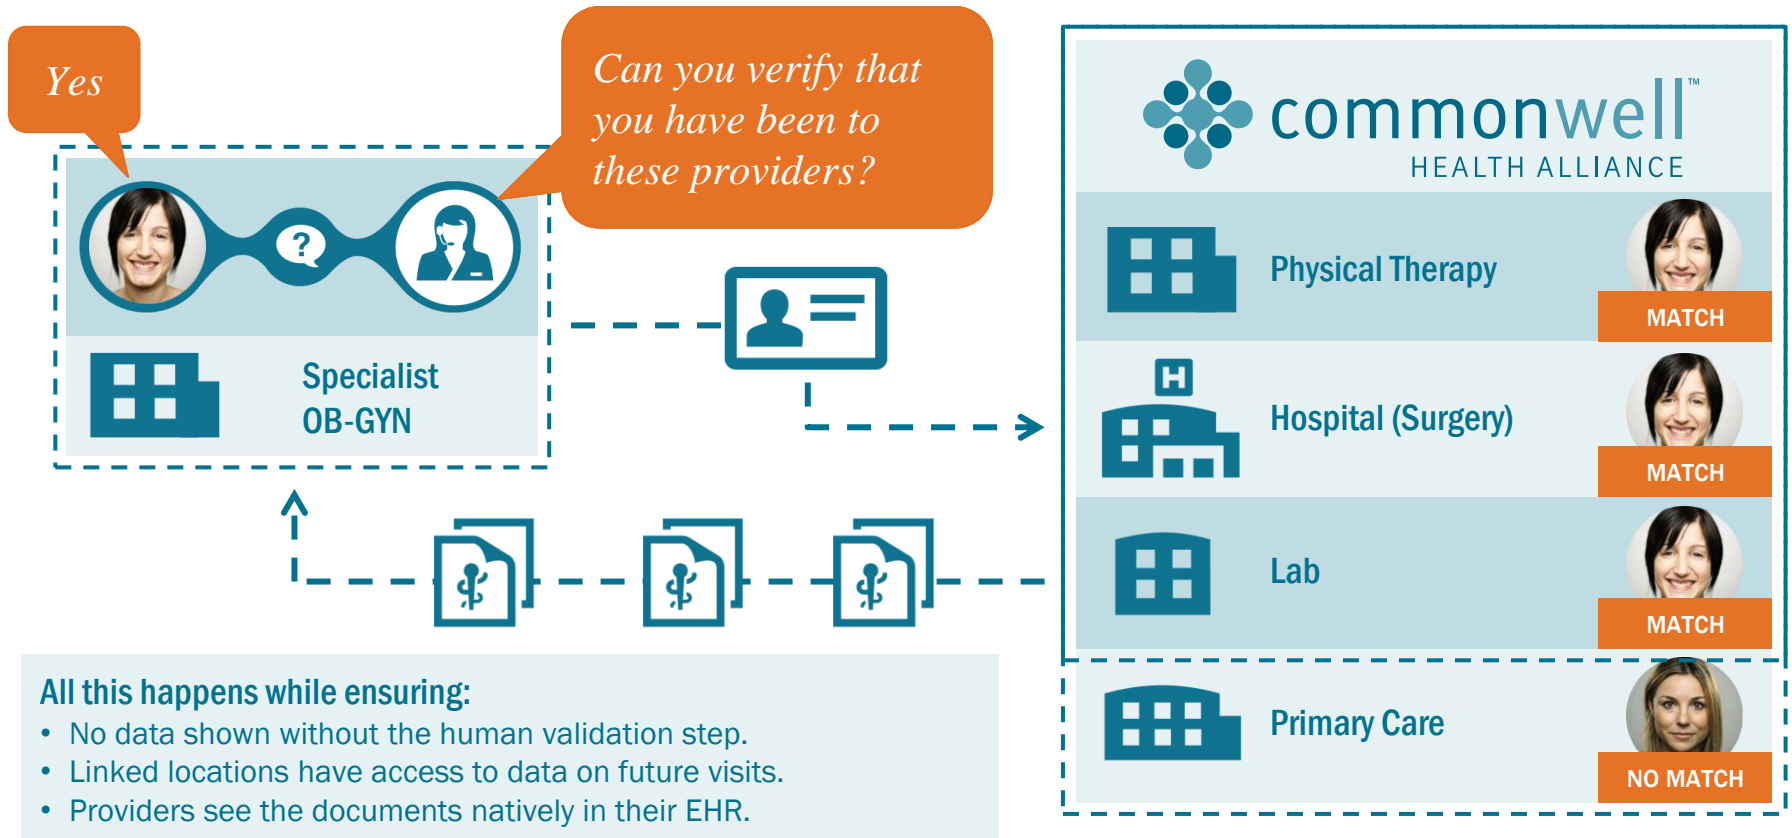 Yes
Can you verify that
you have been to
these providers?
?
Specialist
OB-GYN
commonwell™
HEALTH ALLIANCE
Physical Therapy
MATCH
H
Hospital (Surgery)
MATCH
Lab
MATCH
Primary Care
NO MATCH
All this happens while ensuring:
• No data shown without the human validation step.
• Linked locations have access to data on future visits.
• Providers see the documents natively in their EHR.